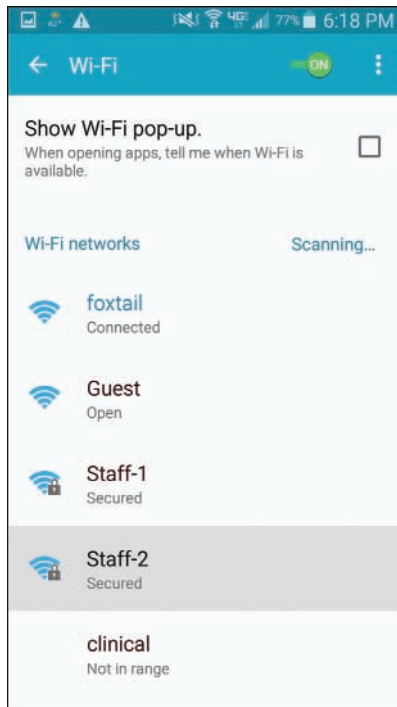 4G 77% 6:18 PM
Wi-Fi ON
Show Wi-Fi pop-up.
When opening apps, tell me when Wi-Fi is
available.
Wi-Fi networks Scanning...
foxtail
Connected
Guest
Open
Staff-1
Secured
Staff-2
Secured
clinical
Not in range